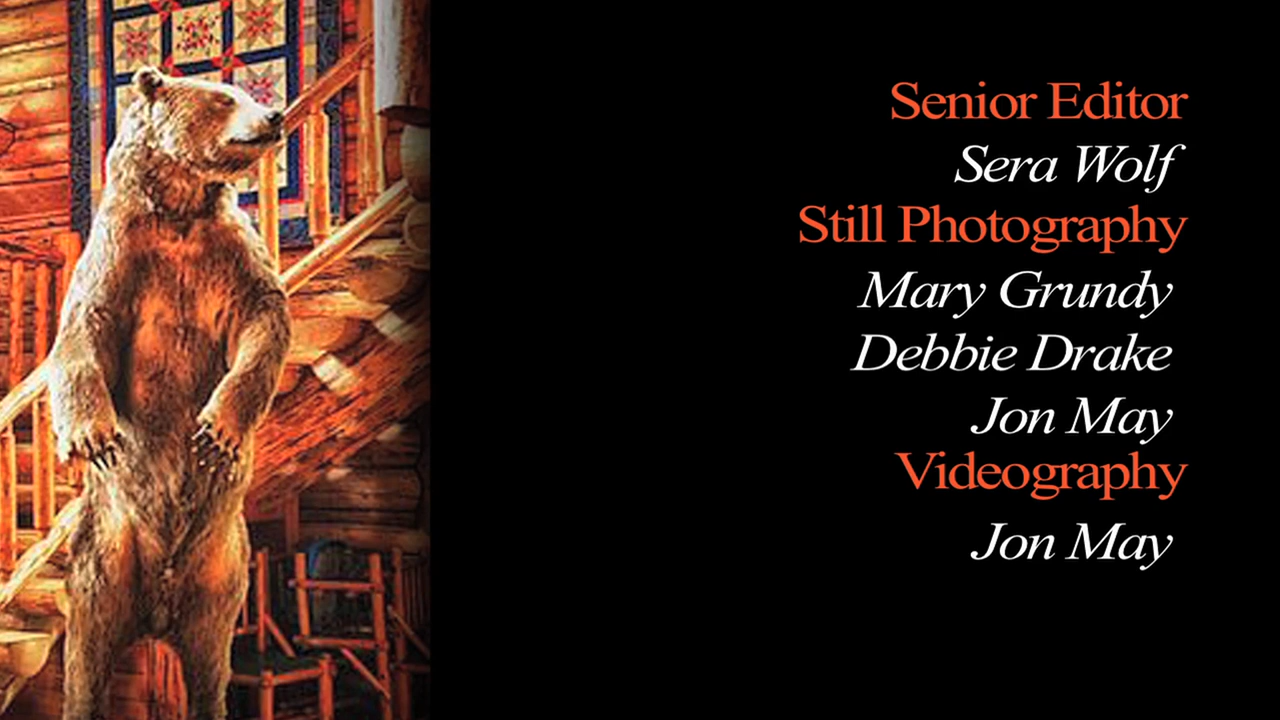 Senior Editor
Sera Wolf
Still Photography
Mary Grundy
Debbie Drake
Jon May
Videography
Jon May